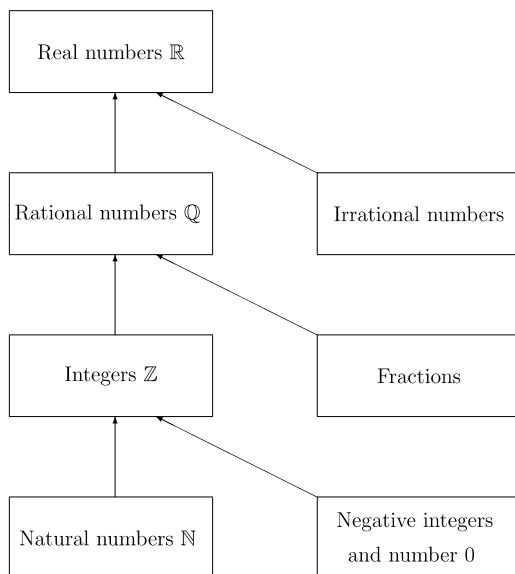 Real numbers ℝ
Rational numbers ℚ
Irrational numbers
Integers ℤ
Fractions
Natural numbers ℕ
Negative integers
and number 0